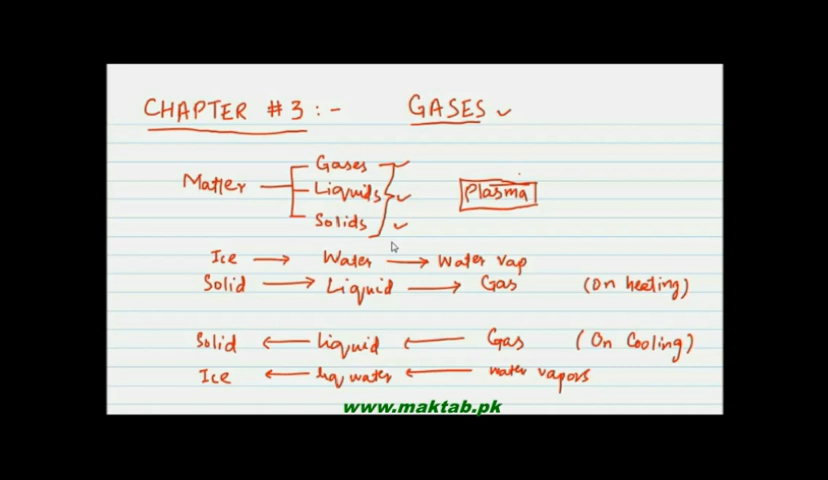 CHAPTER #3 :- GASES
Gases
Matter Liquids Plasma
Solids
Ice → Water → Water vap
Solid → Liquid → Gas (On heating)
Solid ← Liquid ← Gas (On Cooling)
Ice ← liq water ← water vapors
www.maktab.pk